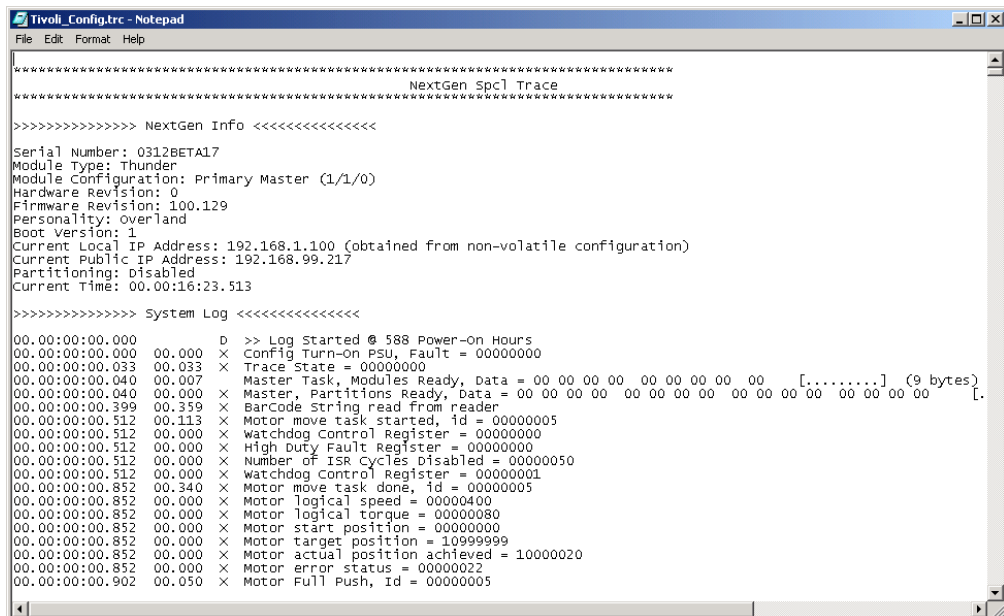 Tivoli_Config.trc - Notepad
File Edit Format Help
********************************************************************************
NextGen Spcl Trace
********************************************************************************
>>>>>>>>>>>>>>> NextGen Info <<<<<<<<<<<<<<<
Serial Number: 0312BETA17
Module Type: Thunder
Module Configuration: Primary Master (1/1/0)
Hardware Revision: 0
Firmware Revision: 100.129
Personality: Overland
Boot Version: 1
Current Local IP Address: 192.168.1.100 (obtained from non-volatile configuration)
Current Public IP Address: 192.168.99.217
Partitioning: Disabled
Current Time: 00.00:16:23.513
>>>>>>>>>>>>>>> System Log <<<<<<<<<<<<<<<
00.00:00:00.000 D >> Log Started @ 588 Power-On Hours
00.00:00:00.000 00.000 X Config Turn-On PSU, Fault = 00000000
00.00:00:00.033 00.033 X Trace State = 00000000
00.00:00:00.040 00.007 Master Task, Modules Ready, Data = 00 00 00 00 00 00 00 00 00 [.........] (9 bytes)
00.00:00:00.040 00.000 X Master, Partitions Ready, Data = 00 00 00 00 00 00 00 00 00 00 00 00 00 00 00 00 [.
00.00:00:00.399 00.359 X BarCode String read from reader
00.00:00:00.512 00.113 X Motor move task started, id = 00000005
00.00:00:00.512 00.000 X Watchdog Control Register = 00000000
00.00:00:00.512 00.000 X High Duty Fault Register = 00000000
00.00:00:00.512 00.000 X Number of ISR Cycles Disabled = 00000050
00.00:00:00.512 00.000 X Watchdog Control Register = 00000001
00.00:00:00.852 00.340 X Motor move task done, id = 00000005
00.00:00:00.852 00.000 X Motor logical speed = 00000400
00.00:00:00.852 00.000 X Motor logical torque = 00000080
00.00:00:00.852 00.000 X Motor start position = 00000000
00.00:00:00.852 00.000 X Motor target position = 10999999
00.00:00:00.852 00.000 X Motor actual position achieved = 10000020
00.00:00:00.852 00.000 X Motor error status = 00000022
00.00:00:00.902 00.050 X Motor Full Push, Id = 00000005